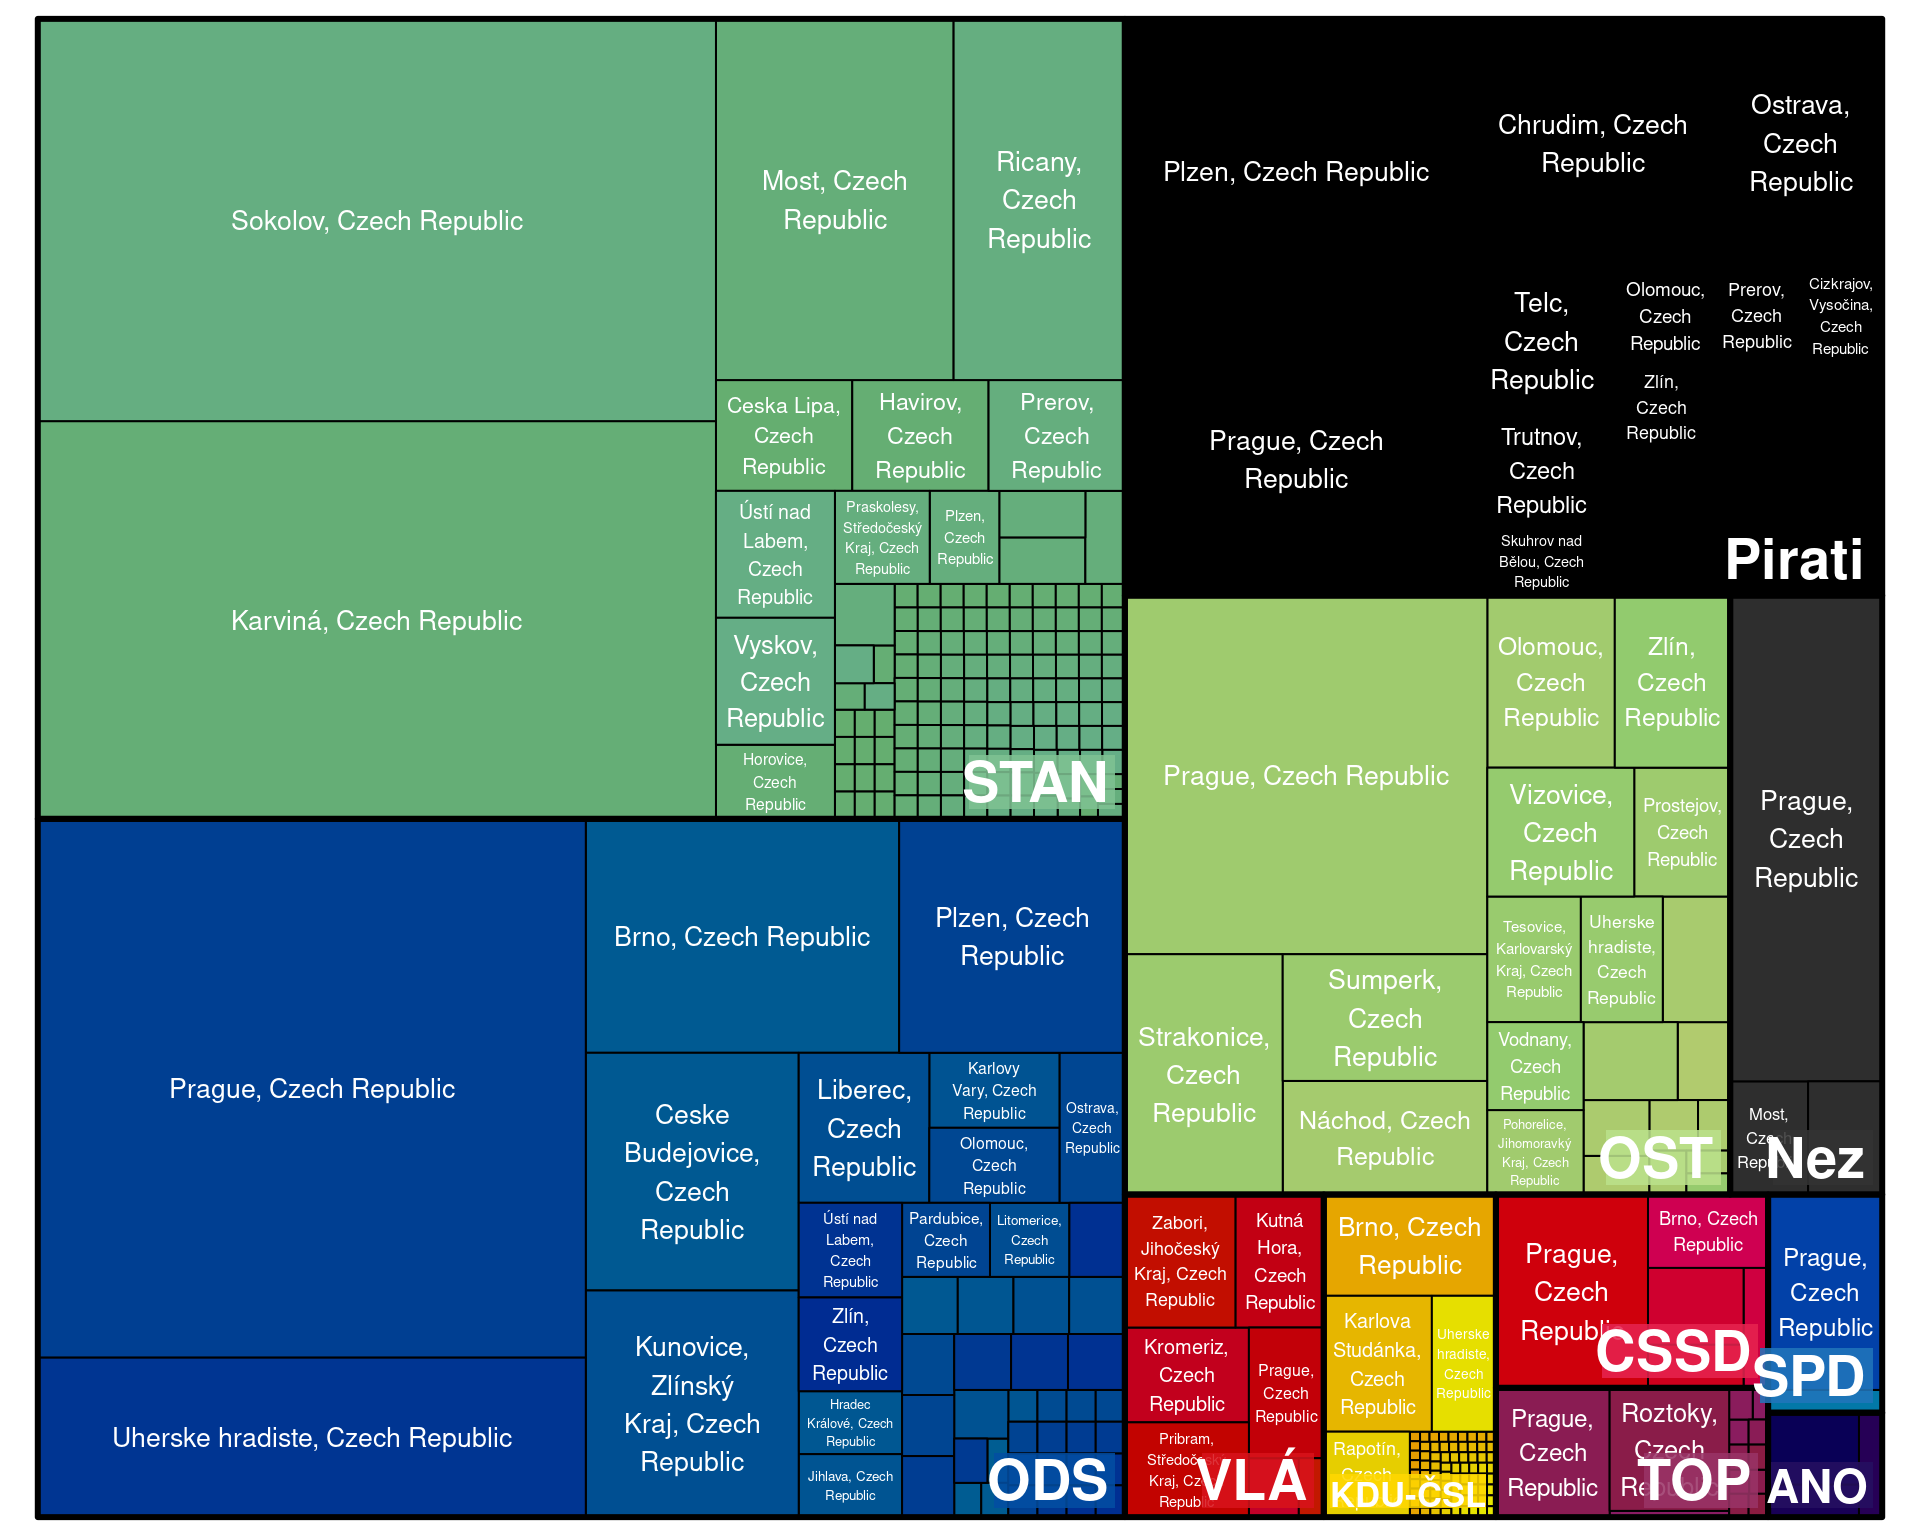 Sokolov, Czech Republic
Karviná, Czech Republic
Most, Czech
Republic
Ricany,
Czech
Republic
Ceska Lipa,
Czech
Republic
Havirov,
Czech
Republic
Prerov,
Czech
Republic
Ústí nad
Labem,
Czech
Republic
Praskolesy,
Středočeský
Kraj, Czech
Republic
Plzen,
Czech
Republic
Vyskov,
Czech
Republic
Horovice,
Czech
Republic
STAN
Plzen, Czech Republic
Prague, Czech
Republic
Chrudim, Czech
Republic
Ostrava,
Czech
Republic
Telc,
Czech
Republic
Olomouc,
Czech
Republic
Prerov,
Czech
Republic
Cizkrajov,
Vysočina,
Czech
Republic
Zlín,
Czech
Republic
Trutnov,
Czech
Republic
Skuhrov nad
Bělou, Czech
Republic
Pirati
Prague, Czech Republic
Uherske hradiste, Czech Republic
Brno, Czech Republic
Plzen, Czech
Republic
Ceske
Budejovice,
Czech
Republic
Kunovice,
Zlínský
Kraj, Czech
Republic
Liberec,
Czech
Republic
Karlovy
Vary, Czech
Republic
Olomouc,
Czech
Republic
Ostrava,
Czech
Republic
Ústí nad
Labem,
Czech
Republic
Pardubice,
Czech
Republic
Litomerice,
Czech
Republic
Zlín,
Czech
Republic
Hradec
Králové, Czech
Republic
Jihlava, Czech
Republic
ODS
Prague, Czech Republic
Strakonice,
Czech
Republic
Sumperk,
Czech
Republic
Náchod, Czech
Republic
Olomouc,
Czech
Republic
Zlín,
Czech
Republic
Vizovice,
Czech
Republic
Prostejov,
Czech
Republic
Tesovice,
Karlovarský
Kraj, Czech
Republic
Uherske
hradiste,
Czech
Republic
Vodnany,
Czech
Republic
Pohorelice,
Jihomoravký
Kraj, Czech
Republic
OST
Prague,
Czech
Republic
Most,
Czech
Republic
Nez
Zabori,
Jihočeský
Kraj, Czech
Republic
Kutná
Hora,
Czech
Republic
Kromeriz,
Czech
Republic
Prague,
Czech
Republic
Pribram,
Středočeský
Kraj, Czech
Republic
VLÁ
Brno, Czech
Republic
Karlova
Studánka,
Czech
Republic
Uherske
hradiste,
Czech
Republic
Rapotín,
Czech
KDU-ČSL
Prague,
Czech
Republic
Brno, Czech
Republic
CSSD
Prague,
Czech
Republic
SPD
Prague,
Czech
Republic
Roztoky,
Czech
Republic
TOP
ANO